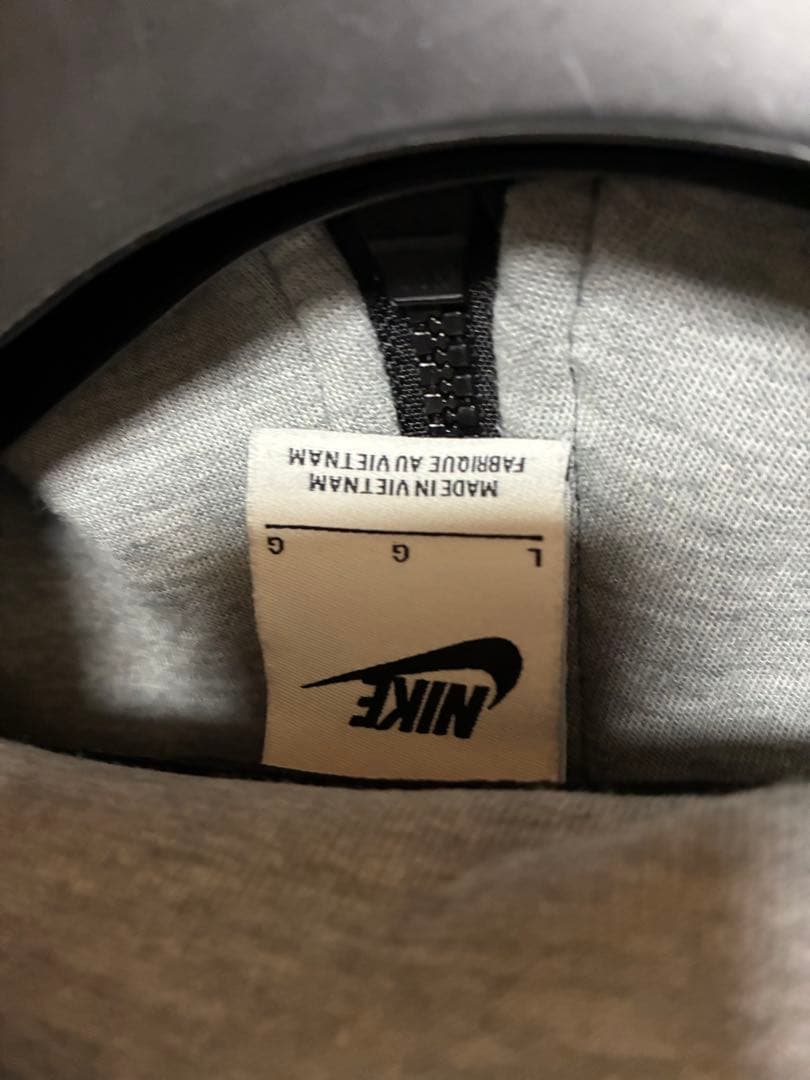 NIKE
L G G
MADE IN VIETNAM
FABRIQUE AU VIETNAM